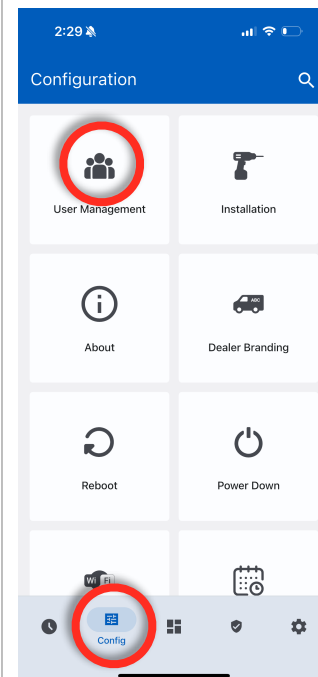 2:29
Configuration
User Management
Installation
ABC
About
Dealer Branding
Reboot
Power Down
Wi Fi
Config